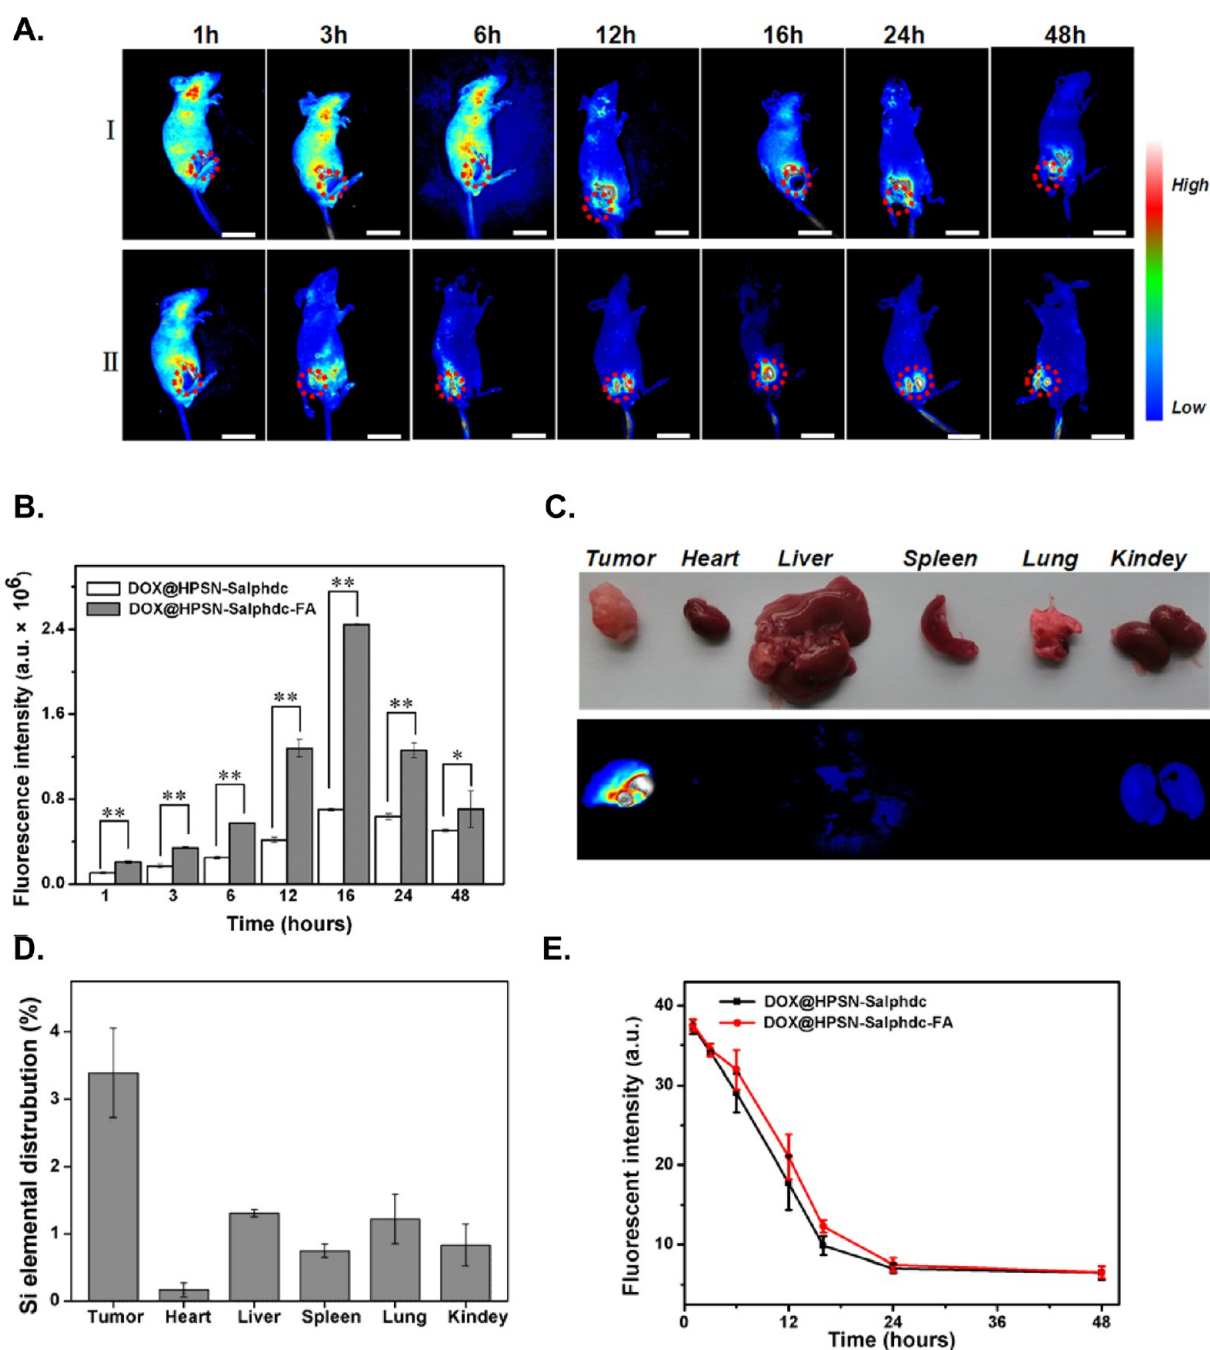 A.
1h 3h 6h 12h 16h 24h 48h
I
High
II
Low
B.
C.
DOX@HPSN-Salphdc
DOX@HPSN-Salphdc-FA
Fluorescence intensity (a.u. × 10⁶)
2.4
1.6
0.8
0.0
** ** ** ** ** ** *
1 3 6 12 16 24 48
Time (hours)
Tumor Heart Liver Spleen Lung Kindey
D.
E.
Si elemental distrubution (%)
4
3
2
1
0
Tumor Heart Liver Spleen Lung Kindey
DOX@HPSN-Salphdc
DOX@HPSN-Salphdc-FA
Fluorescent intensity (a.u.)
40
30
20
10
0 12 24 36 48
Time (hours)